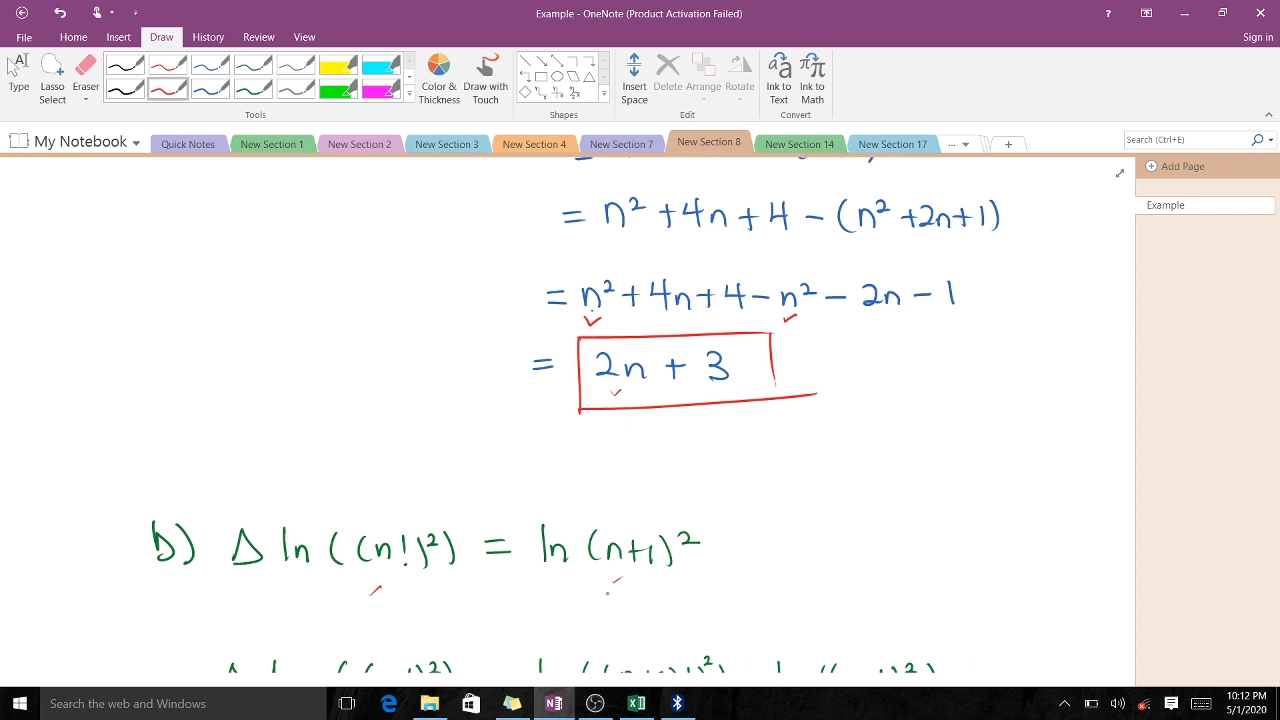 Example - OneNote (Product Activation Failed)
File Home Insert Draw History Review View Sign in
Type Lasso Select Eraser Color & Thickness Draw with Touch Insert Space Delete Arrange Rotate Ink to Text Ink to Math
Tools Shapes Edit Convert
My Notebook Quick Notes New Section 1 New Section 2 New Section 3 New Section 4 New Section 7 New Section 8 New Section 14 New Section 17 ... + Search (Ctrl+E)
Add Page
Example
= n² + 4n + 4 - (n² + 2n + 1)
= n² + 4n + 4 - n² - 2n - 1
= 2n + 3
b) Δ ln((n!)²) = ln(n+1)²
Search the web and Windows
10:12 PM
5/1/2020